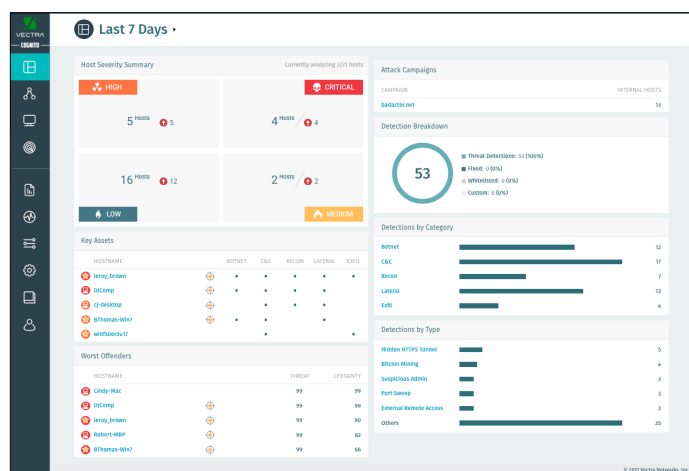 VECTRA
COGNITO
Last 7 Days
Host Severity Summary
Currently analyzing 2271 hosts
HIGH
CRITICAL
5 Hosts 5
4 Hosts 4
16 Hosts 12
2 Hosts 2
LOW
MEDIUM
Key Assets
HOSTNAME BOTNET C&C RECON LATERAL EXFIL
leroy_brown
DJComp
cj-desktop
BThomas-Win7
Worst Offenders
HOSTNAME THREAT CERTAINTY
Cindy-Mac 99 99
DJComp 99 99
leroy_brown 99 90
Robert-MBP 99 82
BThomas-Win7 99 66
Attack Campaigns
CAMPAIGN INTERNAL HOSTS
badactor.net 13
Detection Breakdown
53
Threat Detections: 53 (100%)
Fixed: 0 (0%)
Whitelisted: 0 (0%)
Custom: 0 (0%)
Detections by Category
Botnet 12
C&C 17
Recon 7
Lateral 13
Exfil 4
Detections by Type
Hidden HTTPS Tunnel 5
Bitcoin Mining 4
Suspicious Admin 3
Port Sweep 3
External Remote Access 3
Others 35
© 2017 Vectra Networks, Inc